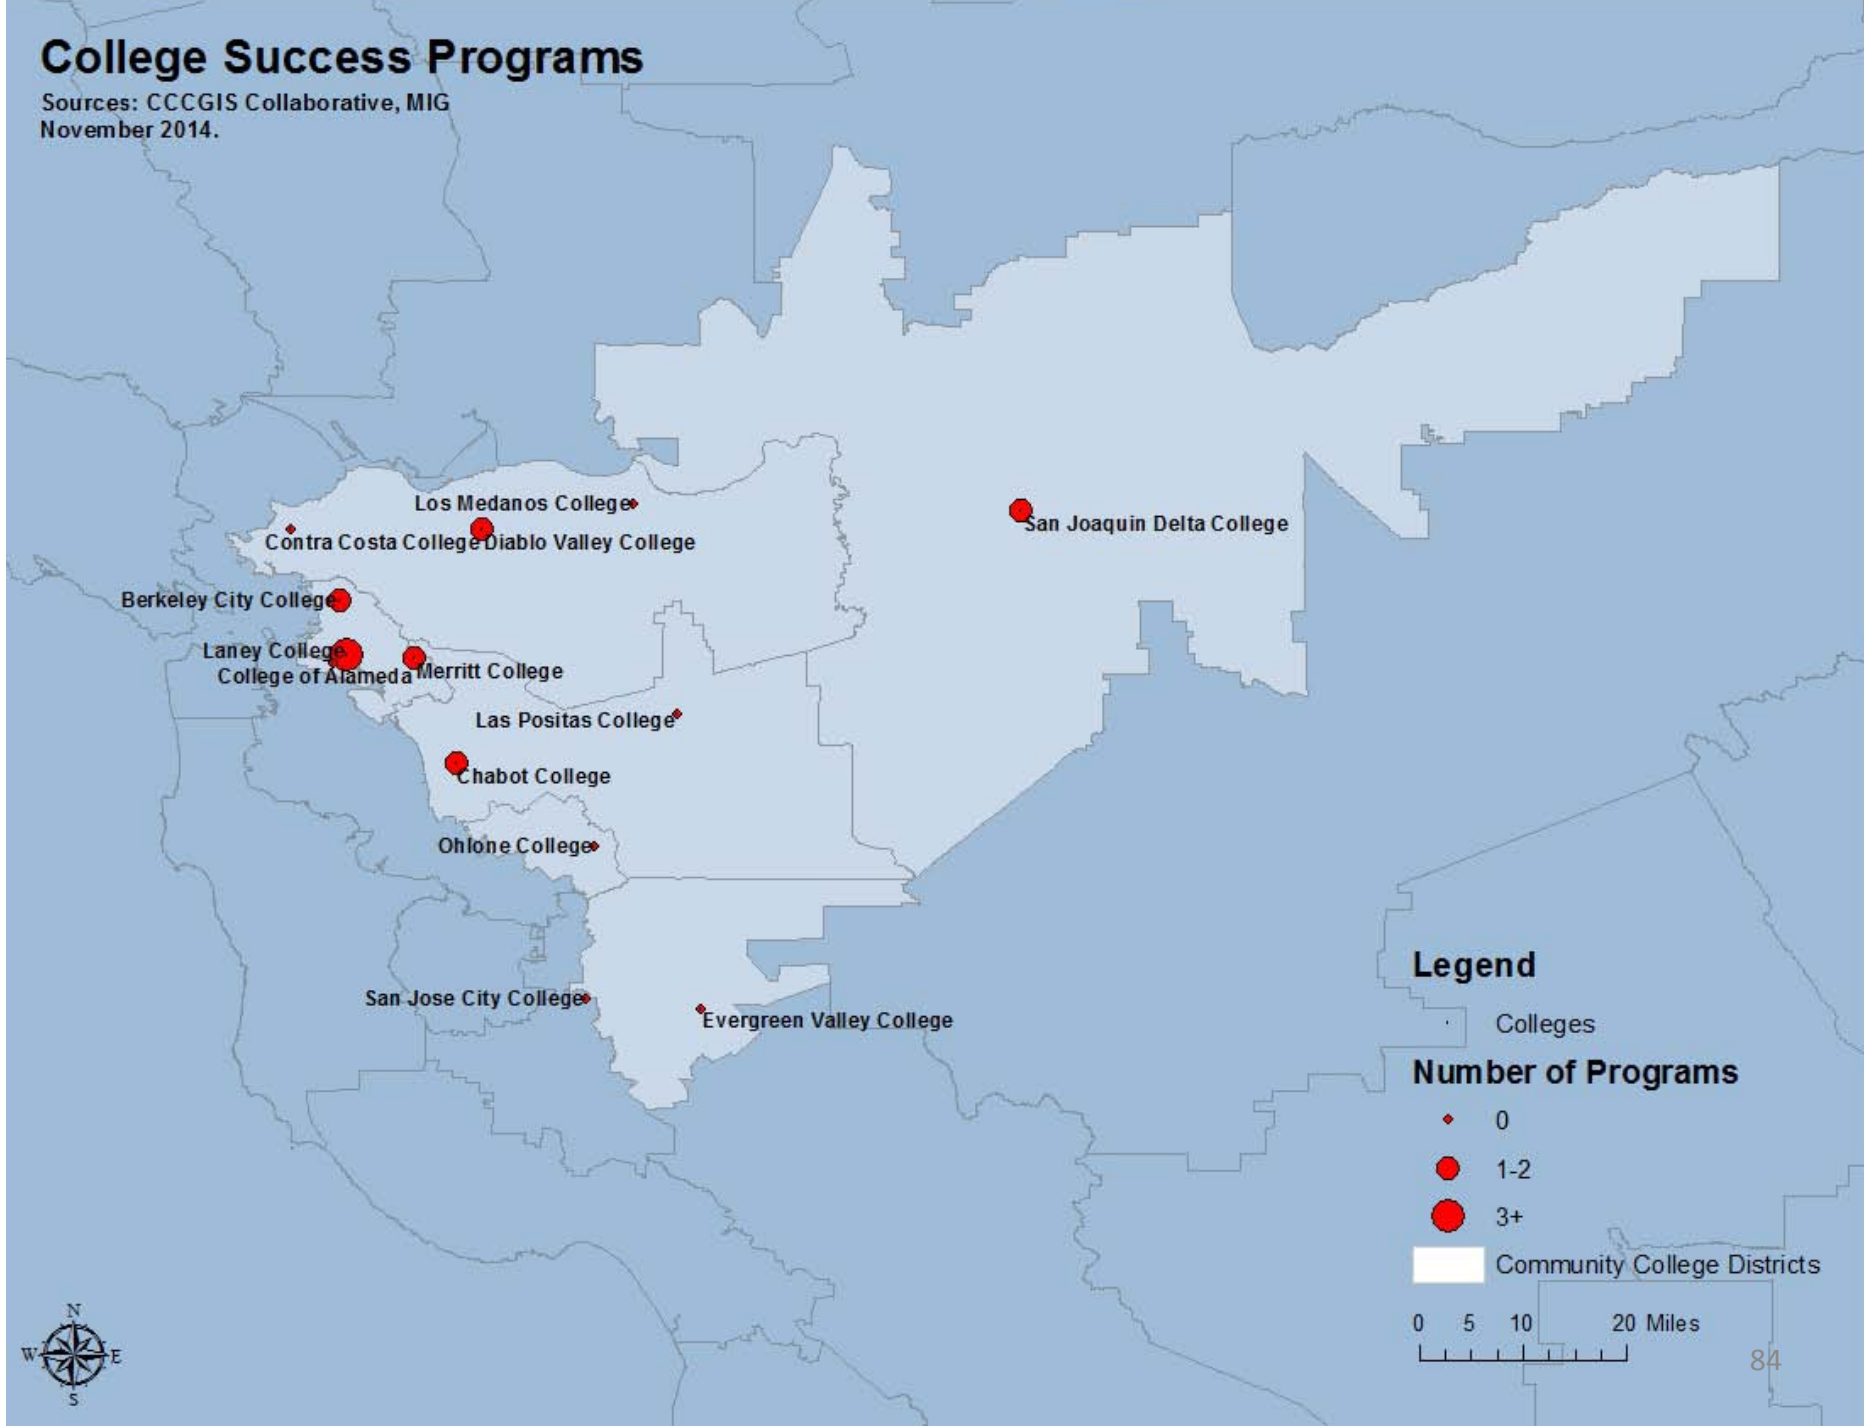 College Success Programs
Sources: CCCGIS Collaborative, MIG
November 2014.
Los Medanos College
San Joaquin Delta College
Contra Costa College
Diablo Valley College
Berkeley City College
Laney College
College of Alameda
Merritt College
Las Positas College
Chabot College
Ohlone College
San Jose City College
Evergreen Valley College
Legend
Colleges
Number of Programs
0
1-2
3+
Community College Districts
0 5 10 20 Miles
84
N
W E
S